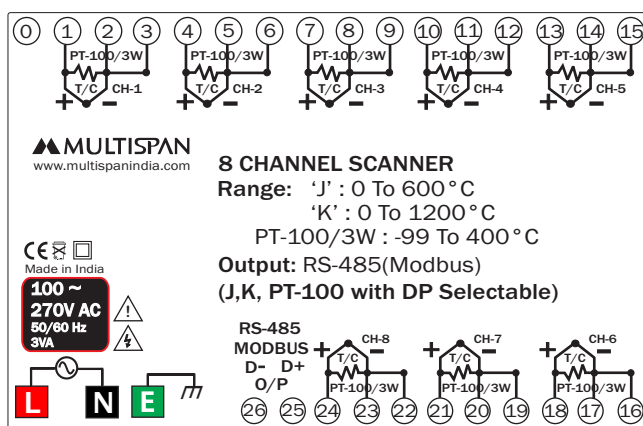 0 1 2 3 4 5 6 7 8 9 10 11 12 13 14 15
PT-100/3W PT-100/3W PT-100/3W PT-100/3W PT-100/3W
T/C CH-1 T/C CH-2 T/C CH-3 T/C CH-4 T/C CH-5
+ − + − + − + − + −
MULTISPAN
www.multispanindia.com
8 CHANNEL SCANNER
Range: 'J' : 0 To 600°C
'K' : 0 To 1200°C
PT-100/3W : -99 To 400°C
Output: RS-485(Modbus)
(J,K, PT-100 with DP Selectable)
CE
Made in India
100 ~
270V AC
50/60 Hz
3VA
!
L N E
RS-485
MODBUS
D- D+
O/P
+ − CH-8 + − CH-7 + − CH-6
T/C T/C T/C
PT-100/3W PT-100/3W PT-100/3W
26 25 24 23 22 21 20 19 18 17 16